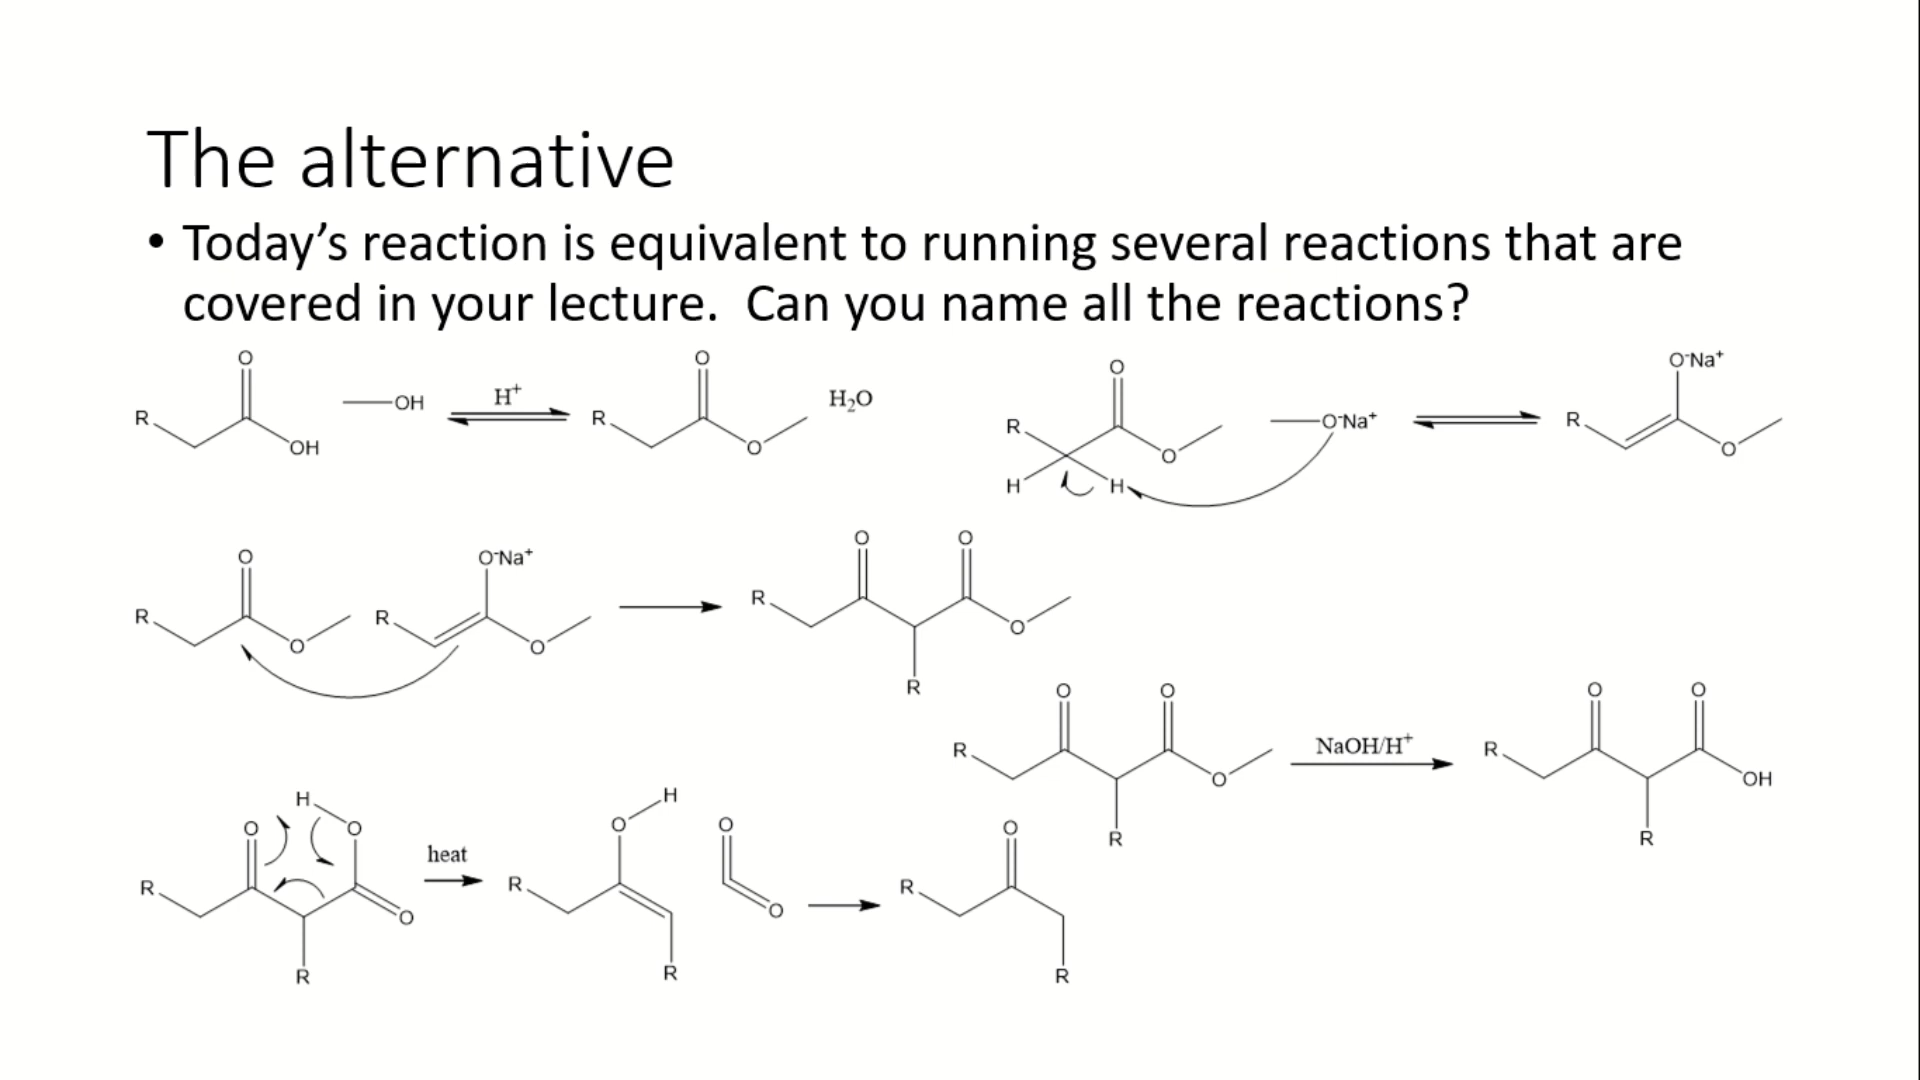 The alternative
• Today’s reaction is equivalent to running several reactions that are
covered in your lecture.  Can you name all the reactions?
O
R
OH
OH
H⁺
O
R
O
H₂O
O
R
O
H
H
O⁻Na⁺
O⁻Na⁺
R
O
O
R
O
O⁻Na⁺
R
O
O
O
R
O
R
O
O
R
O
R
NaOH/H⁺
O
O
R
OH
R
H
O
O
R
O
R
heat
H
O
R
R
O
O
O
R
R